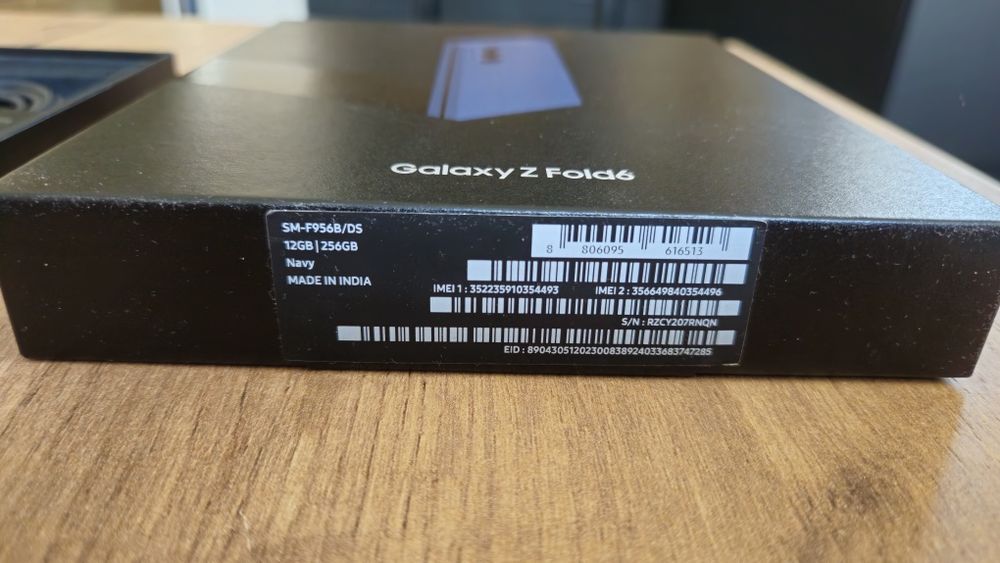 Galaxy Z Fold6
SM-F956B/DS
12GB | 256GB
Navy
MADE IN INDIA
8 806095 616513
IMEI 1 : 352235910354493 IMEI 2 : 356649840354496
S/N : RZCY207RNQN
EID : 89043051202300838924033683747285